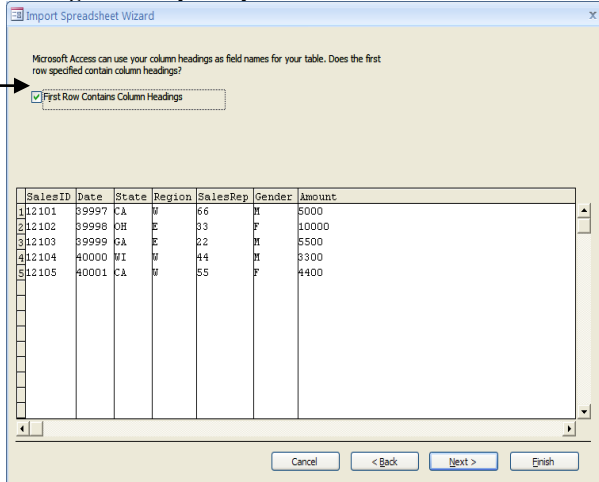 Import Spreadsheet Wizard x
Microsoft Access can use your column headings as field names for your table. Does the first
row specified contain column headings?
First Row Contains Column Headings
SalesID Date State Region SalesRep Gender Amount
1 12101 39997 CA W 66 M 5000
2 12102 39998 OH E 33 F 10000
3 12103 39999 GA E 22 M 5500
4 12104 40000 WI W 44 M 3300
5 12105 40001 CA W 55 F 4400
Cancel < Back Next > Finish